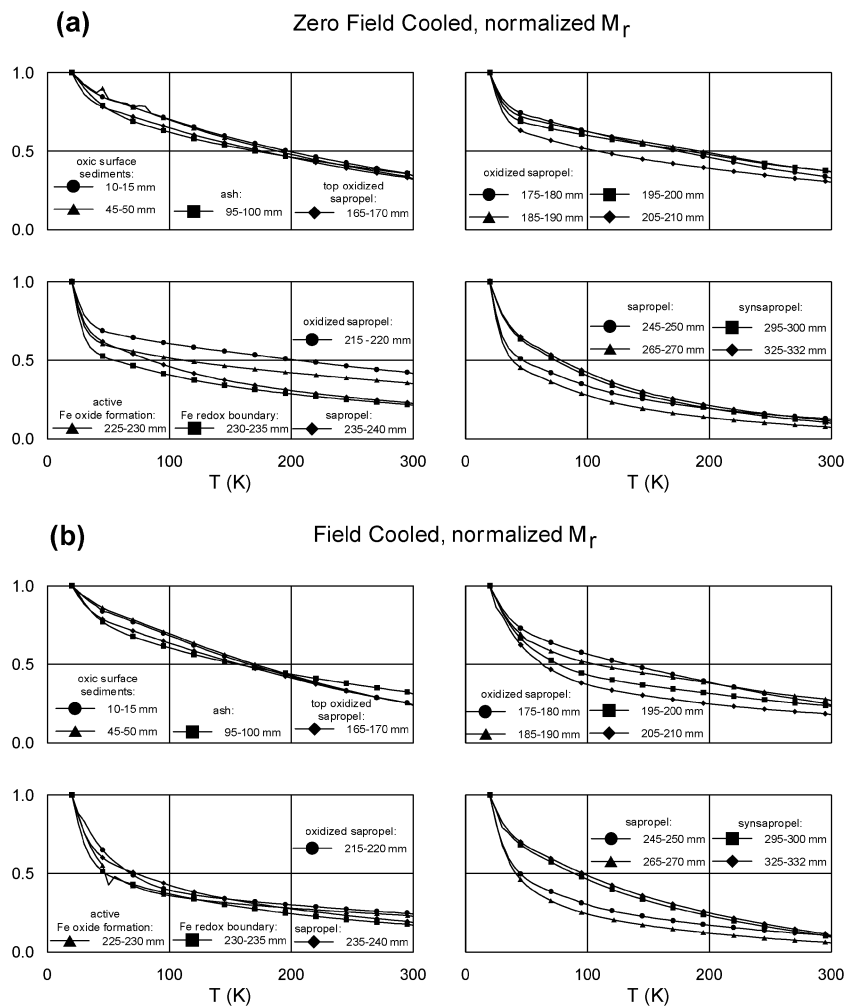 (a) Zero Field Cooled, normalized Mr
1.0
0.5
0.0
oxic surface
sediments:
10-15 mm
45-50 mm
ash:
95-100 mm
top oxidized
sapropel:
165-170 mm
oxidized sapropel:
175-180 mm
185-190 mm
195-200 mm
205-210 mm
1.0
0.5
0.0
oxidized sapropel:
215-220 mm
active
Fe oxide formation:
225-230 mm
Fe redox boundary:
230-235 mm
sapropel:
235-240 mm
0 100 200 300
T (K)
sapropel:
245-250 mm
265-270 mm
synsapropel:
295-300 mm
325-332 mm
0 100 200 300
T (K)
(b) Field Cooled, normalized Mr
1.0
0.5
0.0
oxic surface
sediments:
10-15 mm
45-50 mm
ash:
95-100 mm
top oxidized
sapropel:
165-170 mm
oxidized sapropel:
175-180 mm
185-190 mm
195-200 mm
205-210 mm
1.0
0.5
0.0
oxidized sapropel:
215-220 mm
active
Fe oxide formation:
225-230 mm
Fe redox boundary:
230-235 mm
sapropel:
235-240 mm
0 100 200 300
T (K)
sapropel:
245-250 mm
265-270 mm
synsapropel:
295-300 mm
325-332 mm
0 100 200 300
T (K)